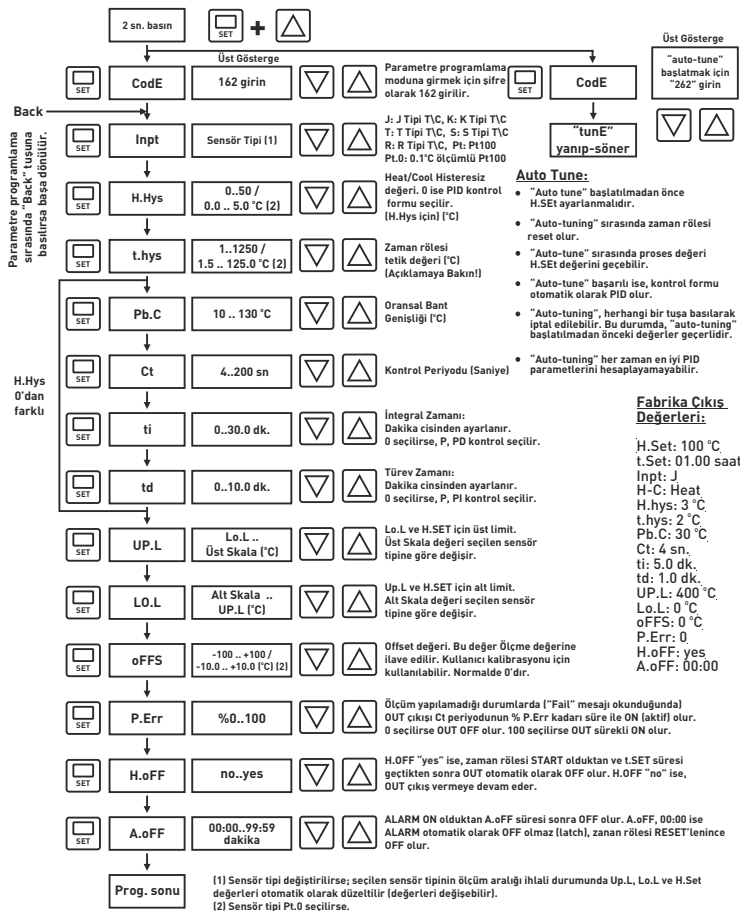 2 sn. basın
SET
+
Üst Gösterge
SET
CodE
162 girin
Parametre programlama
moduna girmek için şifre
olarak 162 girilir.
SET
CodE
Üst Gösterge
"auto-tune"
başlatmak için
"262" girin
"tunE"
yanıp-söner
Back
Parametre programlama
sırasında "Back" tuşuna
basılırsa başa dönülür.
SET
Inpt
Sensör Tipi (1)
J: J Tipi T\C, K: K Tipi T\C
T: T Tipi T\C, S: S Tipi T\C
R: R Tipi T\C, Pt: Pt100
Pt.0: 0.1°C ölçümlü Pt100
SET
H.Hys
0..50 /
0.0 .. 5.0 °C (2)
Heat/Cool Histeresiz
değeri. 0 ise PID kontrol
formu seçilir.
(H.Hys için) (°C)
SET
t.hys
1..1250 /
1.5 .. 125.0 °C (2)
Zaman rölesi
tetik değeri (°C)
(Açıklamaya Bakın!)
H.Hys
0'dan
farklı
SET
Pb.C
10 .. 130 °C
Oransal Bant
Genişliği (°C)
SET
Ct
4..200 sn
Kontrol Periyodu (Saniye)
SET
ti
0..30.0 dk.
İntegral Zamanı:
Dakika cisinden ayarlanır.
0 seçilirse, P, PD kontrol seçilir.
SET
td
0..10.0 dk.
Türev Zamanı:
Dakika cinsinden ayarlanır.
0 seçilirse, P, PI kontrol seçilir.
SET
UP.L
Lo.L ..
Üst Skala (°C)
Lo.L ve H.SET için üst limit.
Üst Skala değeri seçilen sensör
tipine göre değişir.
SET
LO.L
Alt Skala ..
UP.L (°C)
Up.L ve H.SET için alt limit.
Alt Skala değeri seçilen sensör
tipine göre değişir.
SET
oFFS
-100 .. +100 /
-10.0 .. +10.0 (°C) (2)
Offset değeri. Bu değer Ölçme değerine
ilave edilir. Kullanıcı kalibrasyonu için
kullanılabilir. Normalde 0'dır.
SET
P.Err
%0..100
Ölçüm yapılamadığı durumlarda ("Fail" mesajı okunduğunda)
OUT çıkışı Ct periyodunun % P.Err kadarı süre ile ON (aktif) olur.
0 seçilirse OUT OFF olur. 100 seçilirse OUT sürekli ON olur.
SET
H.oFF
no..yes
H.OFF "yes" ise, zaman rölesi START olduktan ve t.SET süresi
geçtikten sonra OUT otomatik olarak OFF olur. H.OFF "no" ise,
OUT çıkış vermeye devam eder.
SET
A.oFF
00:00..99:59
dakika
ALARM ON olduktan A.oFF süresi sonra OFF olur. A.oFF, 00:00 ise
ALARM otomatik olarak OFF olmaz (latch), zanan rölesi RESET'lenince
OFF olur.
Prog. sonu
(1) Sensör tipi değiştirilirse; seçilen sensör tipinin ölçüm aralığı ihlali durumunda Up.L, Lo.L ve H.Set
değerleri otomatik olarak düzeltilir (değerleri değişebilir).
(2) Sensör tipi Pt.0 seçilirse.
Auto Tune:
• "Auto tune" başlatılmadan önce
H.SEt ayarlanmalıdır.
• "Auto-tuning" sırasında zaman rölesi
reset olur.
• "Auto-tune" sırasında proses değeri
H.SEt değerini geçebilir.
• "Auto-tune" başarılı ise, kontrol formu
otomatik olarak PID olur.
• "Auto-tuning", herhangi bir tuşa basılarak
iptal edilebilir. Bu durumda, "auto-tuning"
başlatılmadan önceki değerler geçerlidir.
• "Auto-tuning" her zaman en iyi PID
parametrelerini hesaplayamayabilir.
Fabrika Çıkış
Değerleri:
H.Set: 100 °C
t.Set: 01.00 saat
Inpt: J
H-C: Heat
H.hys: 3 °C
t.hys: 2 °C
Pb.C: 30 °C
Ct: 4 sn.
ti: 5.0 dk.
td: 1.0 dk.
UP.L: 400 °C
Lo.L: 0 °C
oFFS: 0 °C
P.Err: 0
H.oFF: yes
A.oFF: 00:00